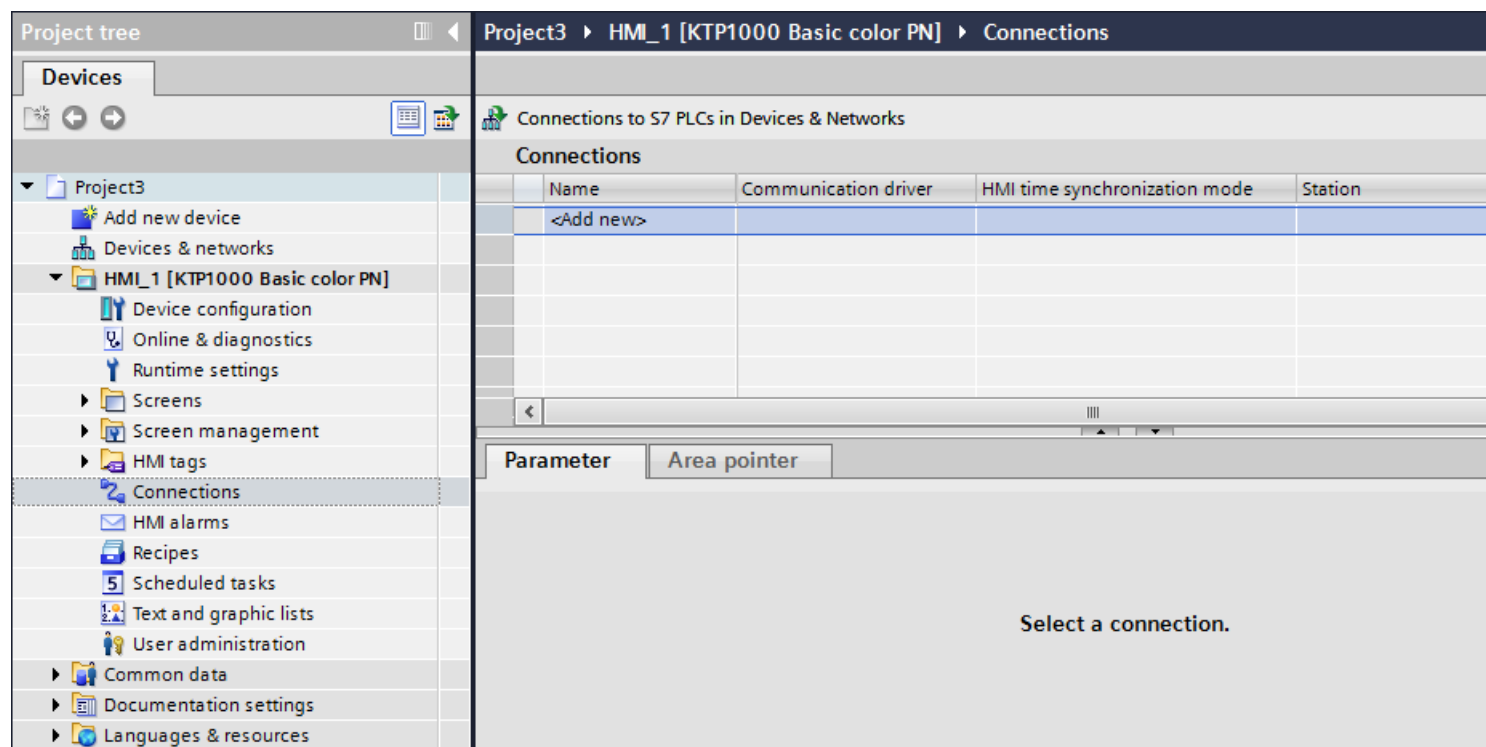 Project tree
Devices
Project3
Add new device
Devices & networks
HMI_1 [KTP1000 Basic color PN]
Device configuration
Online & diagnostics
Runtime settings
Screens
Screen management
HMI tags
Connections
HMI alarms
Recipes
Scheduled tasks
Text and graphic lists
User administration
Common data
Documentation settings
Languages & resources
Project3 HMI_1 [KTP1000 Basic color PN] Connections
Connections to S7 PLCs in Devices & Networks
Connections
Name Communication driver HMI time synchronization mode Station
<Add new>
Parameter Area pointer
Select a connection.